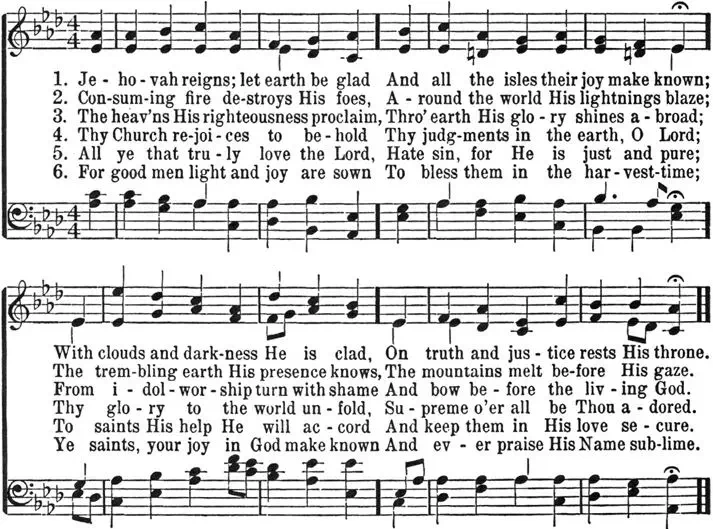 4
4
1. Je - ho - vah reigns; let earth be glad And all the isles their joy make known;
2. Con-sum-ing fire de-stroys His foes, A - round the world His lightnings blaze;
3. The heav'ns His righteousness proclaim, Thro' earth His glo - ry shines a - broad;
4. Thy Church re-joi - ces to be - hold Thy judg-ments in the earth, O Lord;
5. All ye that tru - ly love the Lord, Hate sin, for He is just and pure;
6. For good men light and joy are sown To bless them in the har - vest-time;
4
4
With clouds and dark-ness He is clad, On truth and jus - tice rests His throne.
The trem-bling earth His presence knows, The mountains melt be-fore His gaze.
From i - dol - wor - ship turn with shame And bow be - fore the liv - ing God.
Thy glo - ry to the world un - fold, Su - preme o'er all be Thou a - dored.
To saints His help He will ac - cord And keep them in His love se - cure.
Ye saints, your joy in God make known And ev - er praise His Name sub-lime.